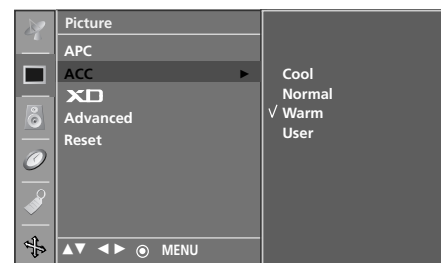 Picture
APC
ACC ►
XD
Advanced
Reset
Cool
Normal
√ Warm
User
▲▼ ◄► ◉ MENU